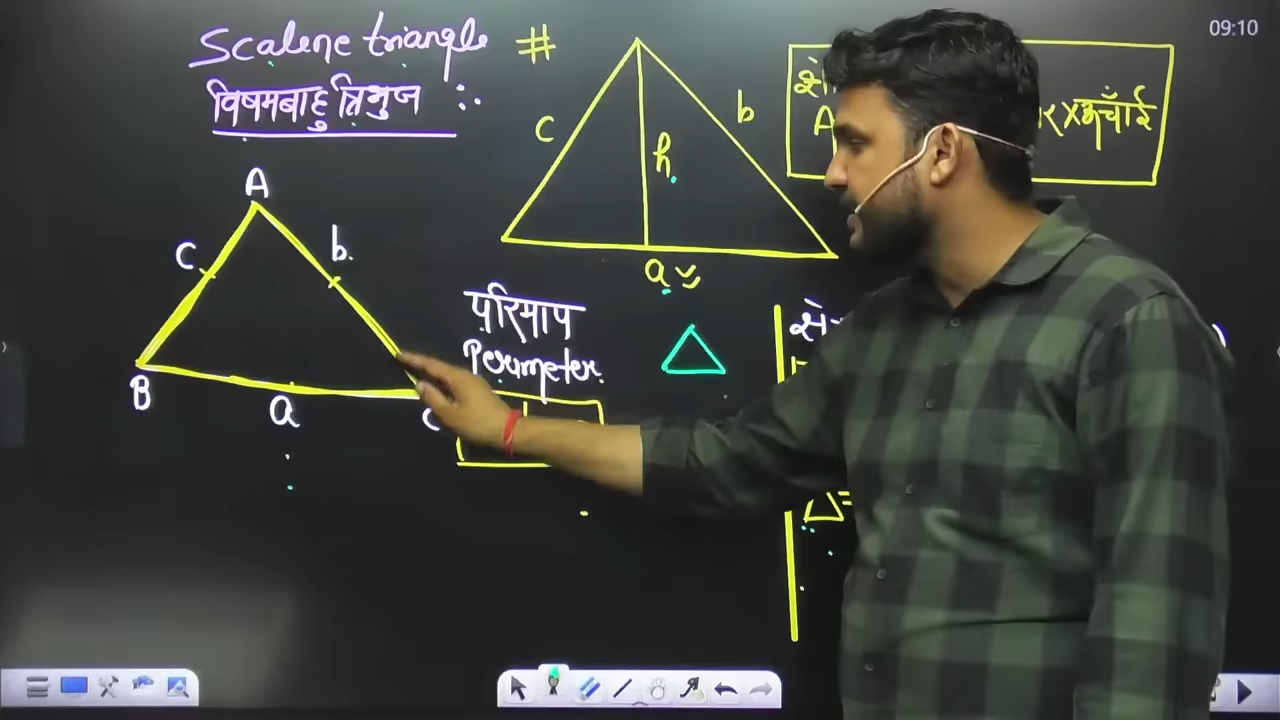 Scalene triangle #
विषमबाहु त्रिभुज :.
09:10
A
c
b.
B
a
C
c
b
h
a
A
र x ऊँचाई
परिमाप
Perimeter.
Δ=